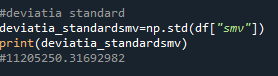 #deviatia standard
deviatia_standardsmv=np.std(df["smv"])
print(deviatia_standardsmv)
#11205250.31692982